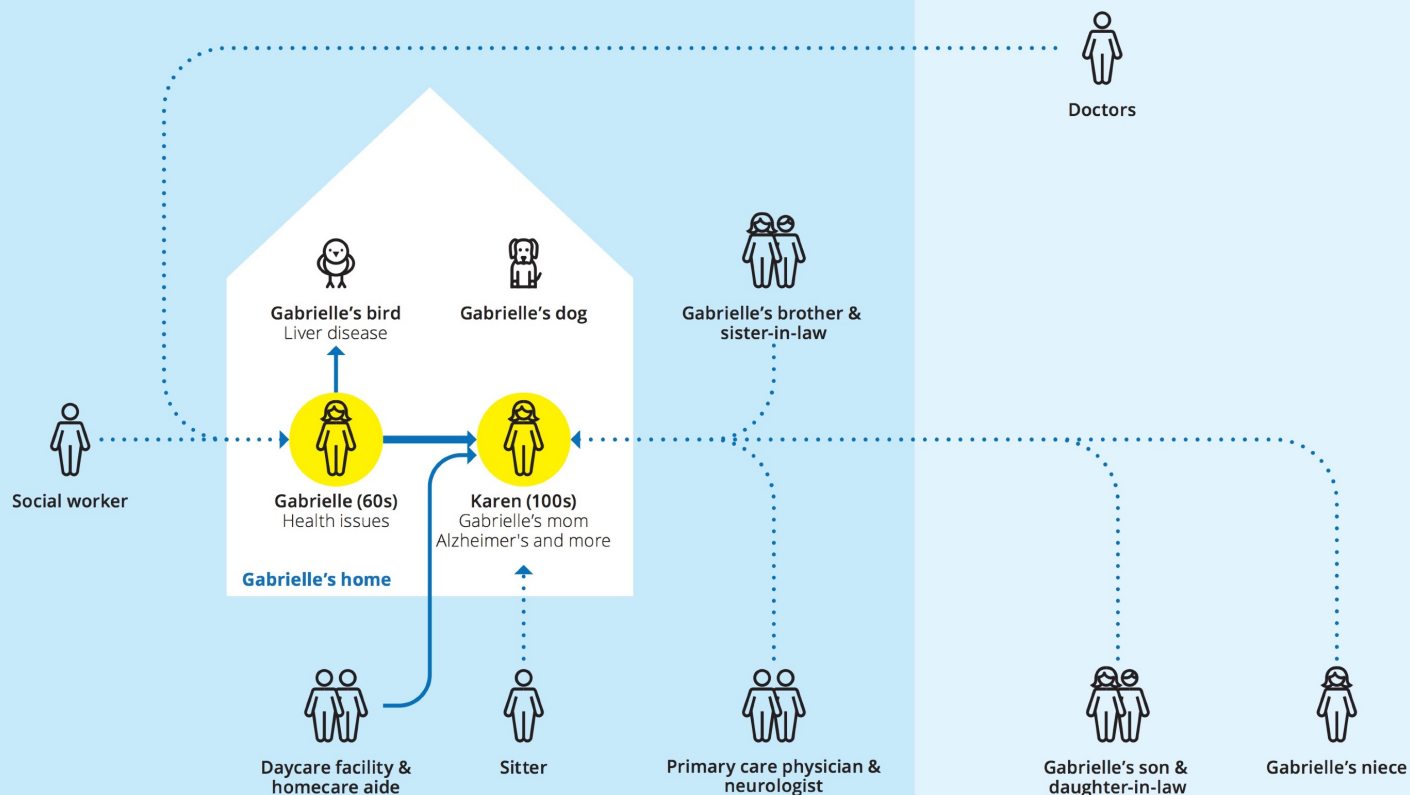 Doctors
Gabrielle’s bird
Liver disease
Gabrielle’s dog
Gabrielle’s brother &
sister-in-law
Social worker
Gabrielle (60s)
Health issues
Karen (100s)
Gabrielle’s mom
Alzheimer's and more
Gabrielle’s home
Daycare facility &
homecare aide
Sitter
Primary care physician &
neurologist
Gabrielle’s son &
daughter-in-law
Gabrielle’s niece